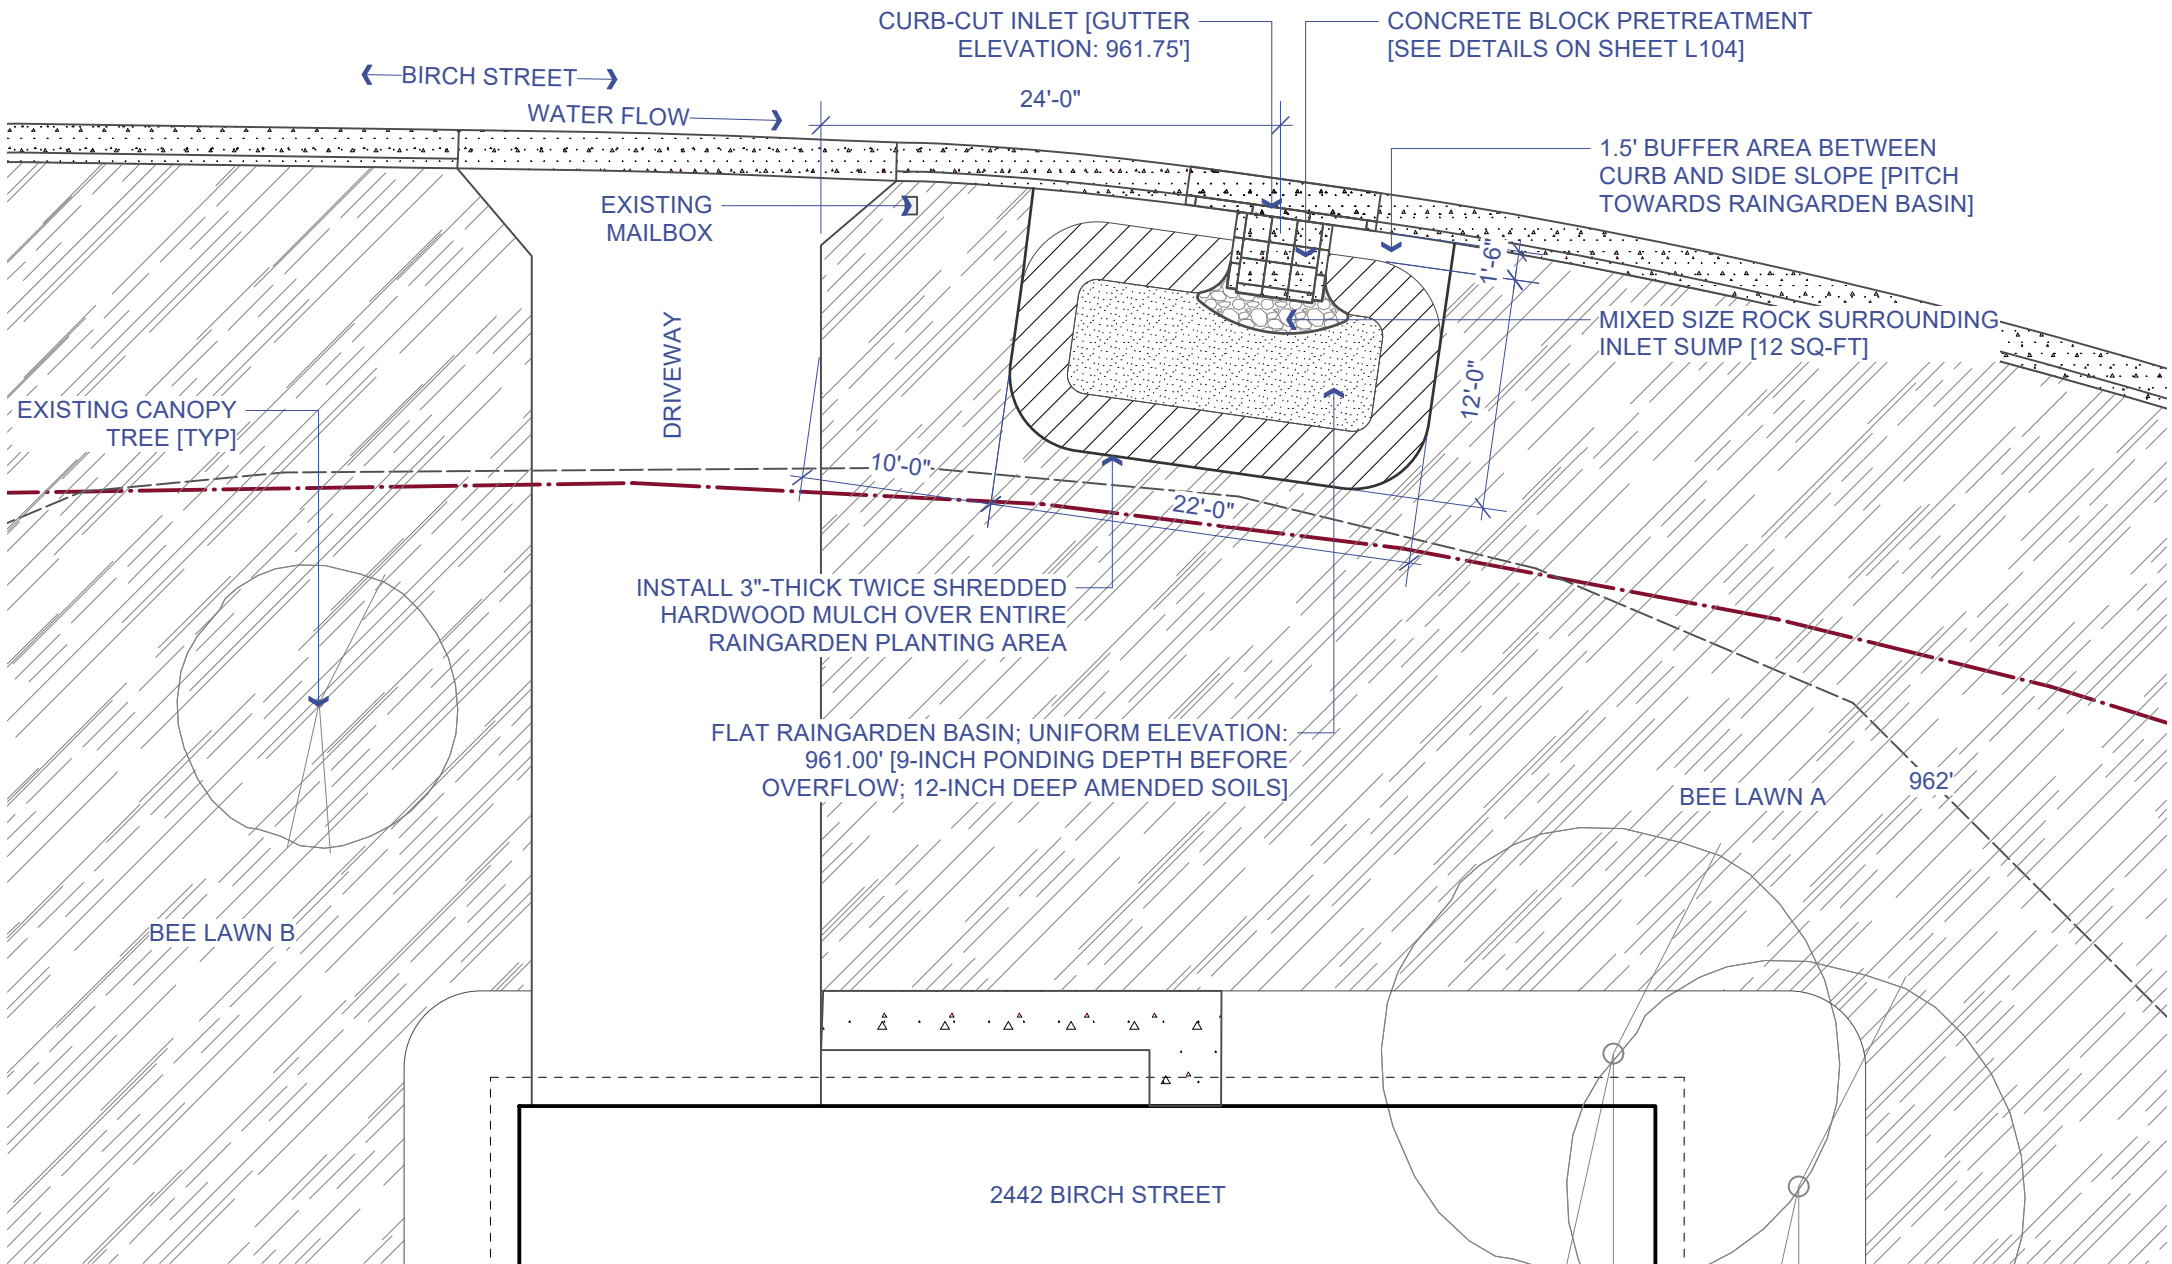 CURB-CUT INLET [GUTTER
ELEVATION: 961.75']
CONCRETE BLOCK PRETREATMENT
[SEE DETAILS ON SHEET L104]
BIRCH STREET
WATER FLOW
24'-0"
1.5' BUFFER AREA BETWEEN
CURB AND SIDE SLOPE [PITCH
TOWARDS RAINGARDEN BASIN]
EXISTING
MAILBOX
1'-6"
MIXED SIZE ROCK SURROUNDING
INLET SUMP [12 SQ-FT]
DRIVEWAY
12'-0"
EXISTING CANOPY
TREE [TYP]
10'-0"
22'-0"
INSTALL 3"-THICK TWICE SHREDDED
HARDWOOD MULCH OVER ENTIRE
RAINGARDEN PLANTING AREA
FLAT RAINGARDEN BASIN; UNIFORM ELEVATION:
961.00' [9-INCH PONDING DEPTH BEFORE
OVERFLOW; 12-INCH DEEP AMENDED SOILS]
BEE LAWN A
962'
BEE LAWN B
2442 BIRCH STREET